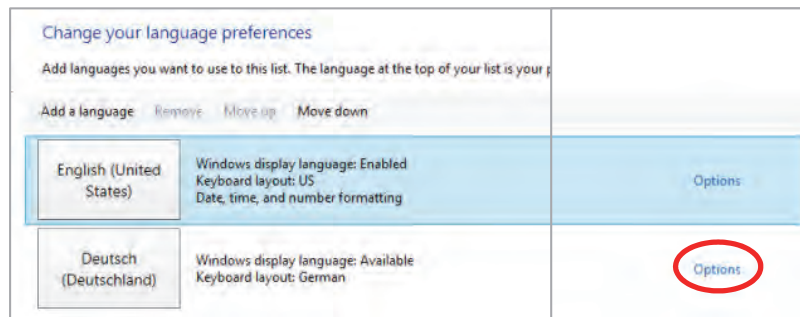 Change your language preferences
Add languages you want to use to this list. The language at the top of your list is your
Add a language Remove Move up Move down
English (United States)
Windows display language: Enabled
Keyboard layout: US
Date, time, and number formatting
Options
Deutsch
(Deutschland)
Windows display language: Available
Keyboard layout: German
Options